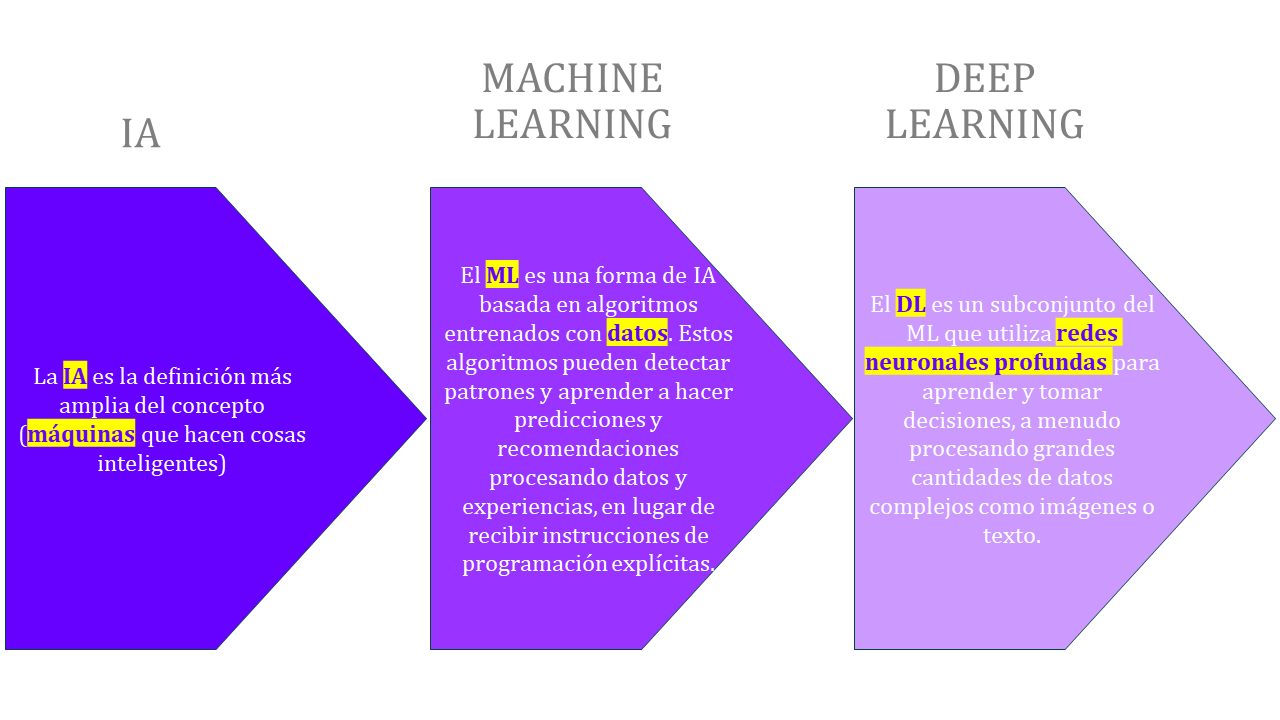 IA
MACHINE
LEARNING
DEEP
LEARNING
La IA es la definición más
amplia del concepto
(máquinas que hacen cosas
inteligentes)
El ML es una forma de IA
basada en algoritmos
entrenados con datos. Estos
algoritmos pueden detectar
patrones y aprender a hacer
predicciones y
recomendaciones
procesando datos y
experiencias, en lugar de
recibir instrucciones de
programación explícitas.
El DL es un subconjunto del
ML que utiliza redes
neuronales profundas para
aprender y tomar
decisiones, a menudo
procesando grandes
cantidades de datos
complejos como imágenes o
texto.